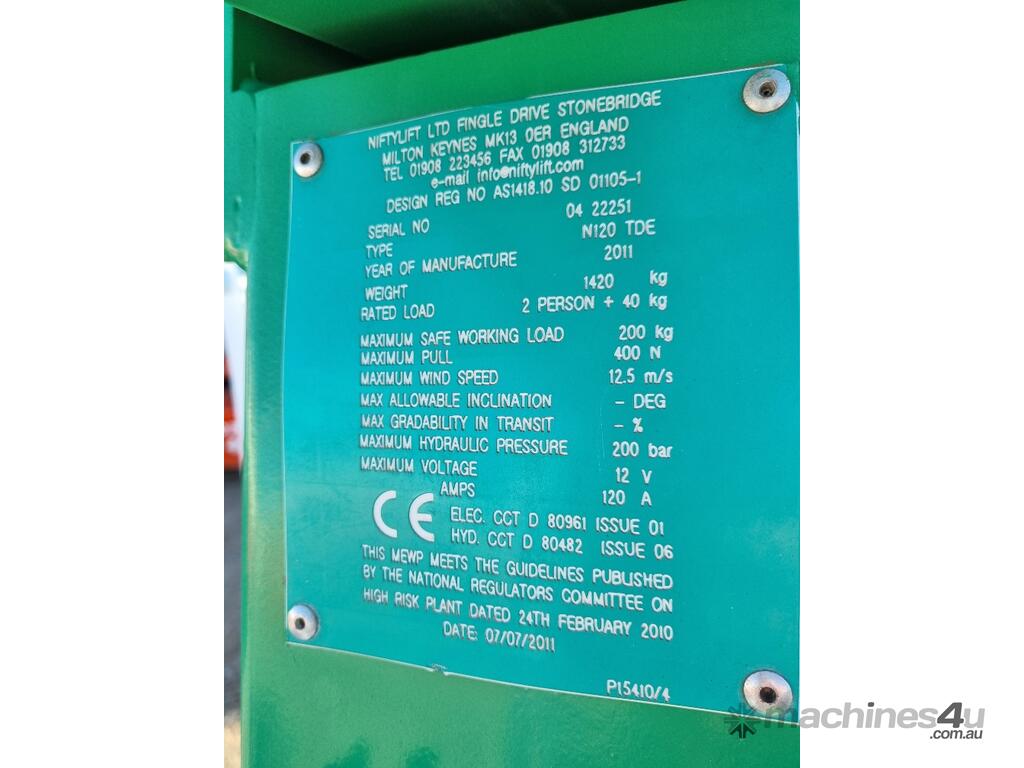 NIFTYLIFT LTD FINGLE DRIVE STONEBRIDGE
MILTON KEYNES MK13 0ER ENGLAND
TEL 01908 223456 FAX 01908 312733
e-mail info@niftylift.com
DESIGN REG NO AS1418.10 SD 01105-1
SERIAL NO 04 22251
TYPE N120 TDE
YEAR OF MANUFACTURE 2011
WEIGHT 1420 kg
RATED LOAD 2 PERSON + 40 kg
MAXIMUM SAFE WORKING LOAD 200 kg
MAXIMUM PULL 400 N
MAXIMUM WIND SPEED 12.5 m/s
MAX ALLOWABLE INCLINATION - DEG
MAX GRADABILITY IN TRANSIT - %
MAXIMUM HYDRAULIC PRESSURE 200 bar
MAXIMUM VOLTAGE 12 V
AMPS 120 A
CE ELEC. CCT D 80961 ISSUE 01
HYD. CCT D 80482 ISSUE 06
THIS MEWP MEETS THE GUIDELINES PUBLISHED
BY THE NATIONAL REGULATORS COMMITTEE ON
HIGH RISK PLANT DATED 24TH FEBRUARY 2010
DATE: 07/07/2011
P15410/4
machines4u
.com.au